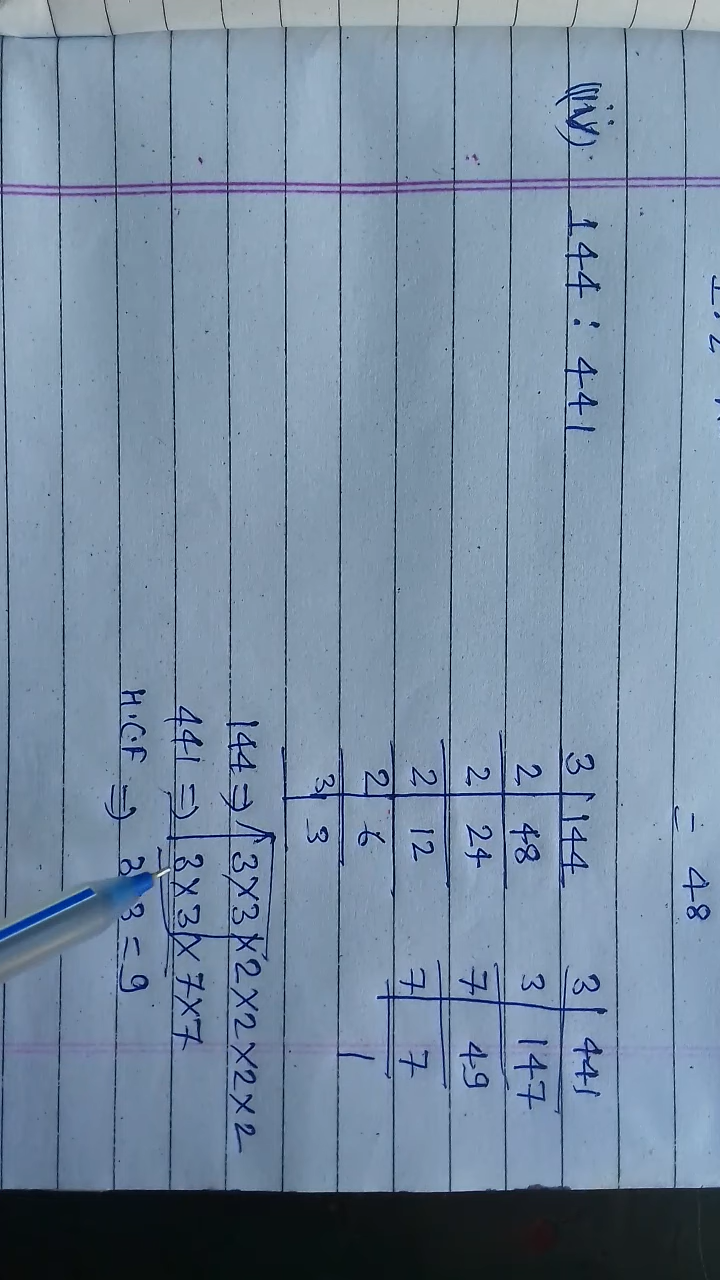 = 48
(iv) 144 : 441
3 | 144
2 | 48
2 | 24
2 | 12
2 | 6
3 | 3
3 | 441
3 | 147
7 | 49
7 | 7
1
144 => 3×3×2×2×2×2
441 => 3×3×7×7
H.C.F => 3 = 9